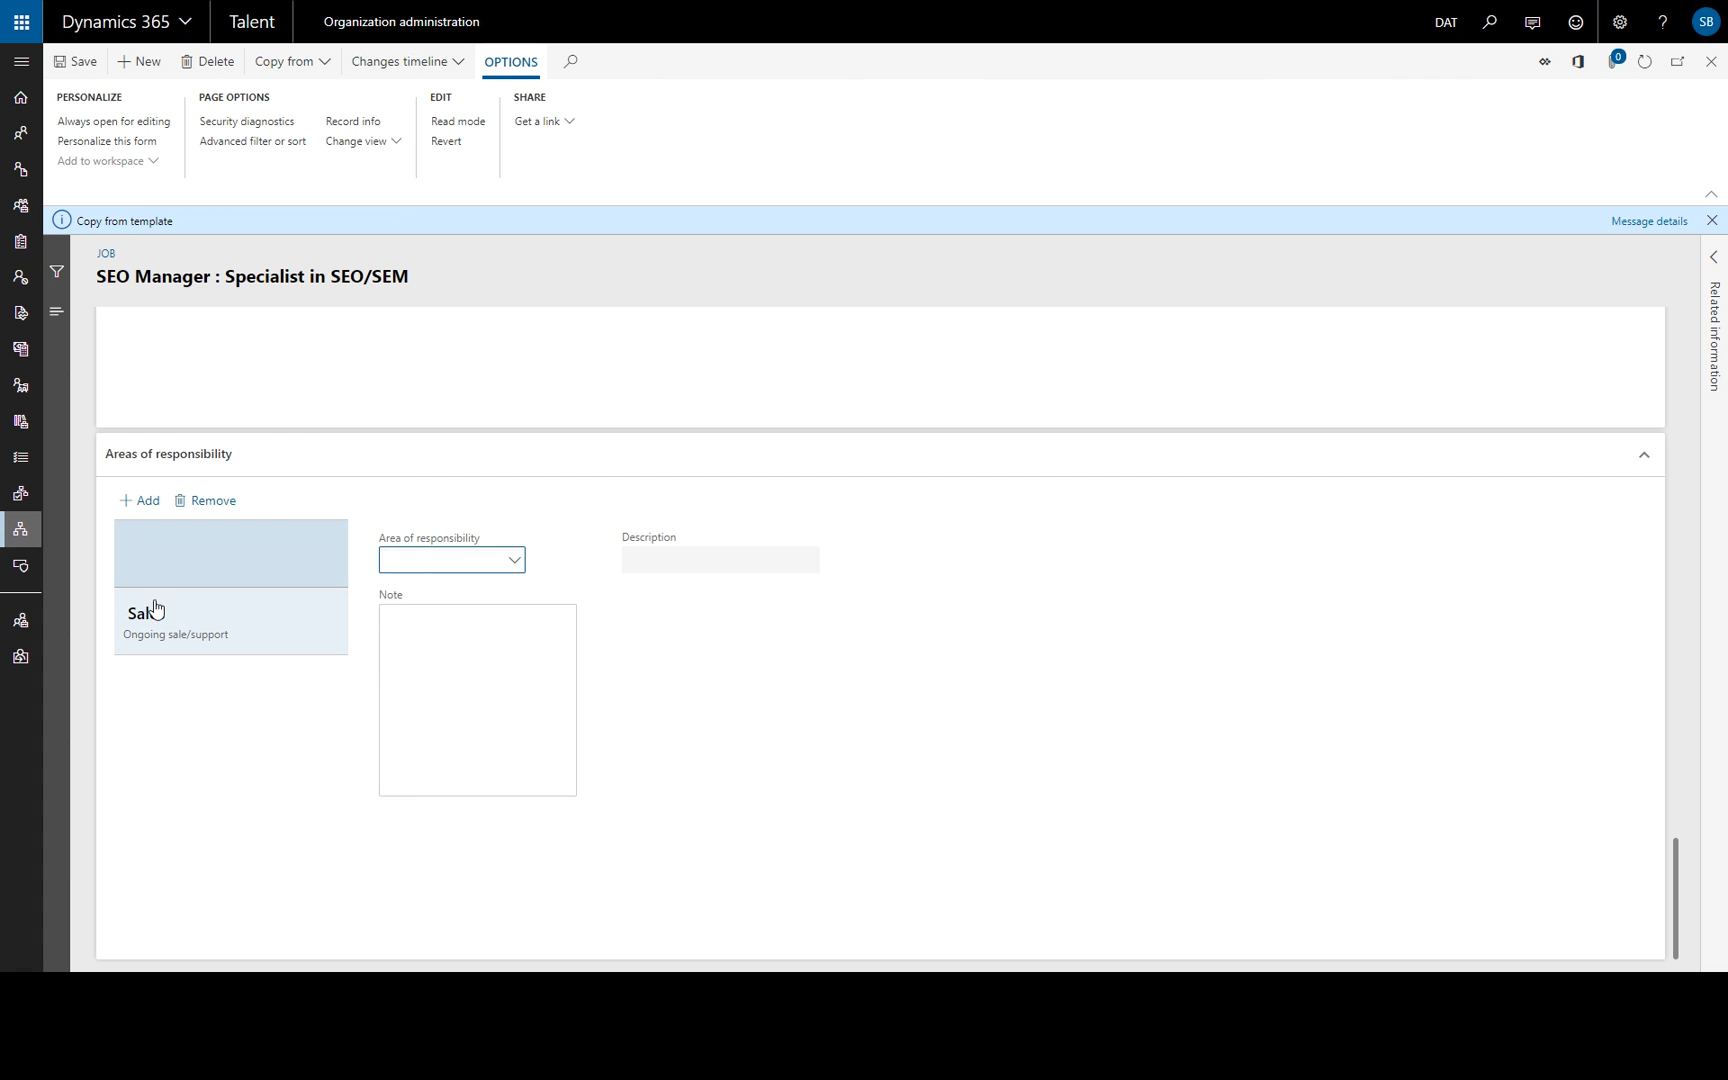 Dynamics 365 Talent Organization administration DAT ? SB
Save New Delete Copy from Changes timeline OPTIONS 0
PERSONALIZE PAGE OPTIONS EDIT SHARE
Always open for editing Security diagnostics Record info Read mode Get a link
Personalize this form Advanced filter or sort Change view Revert
Add to workspace
Copy from template Message details
JOB
SEO Manager : Specialist in SEO/SEM
Related information
Areas of responsibility
Add Remove
Area of responsibility Description
Note
Ongoing sale/support